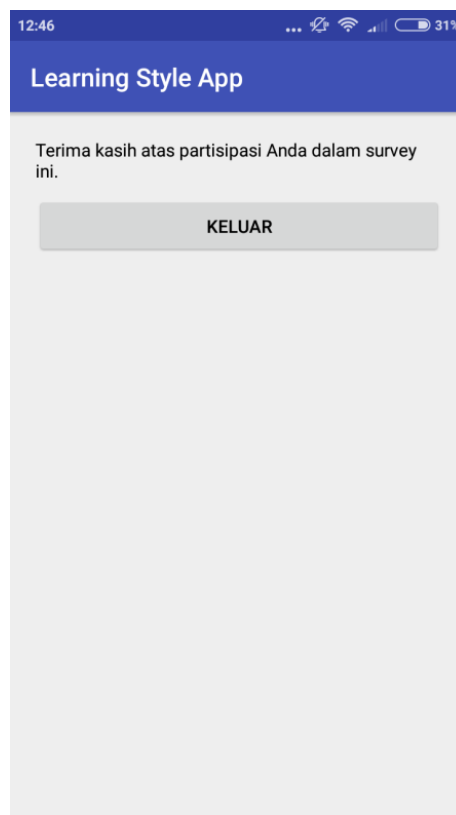 12:46
31%
Learning Style App
Terima kasih atas partisipasi Anda dalam survey
ini.
KELUAR